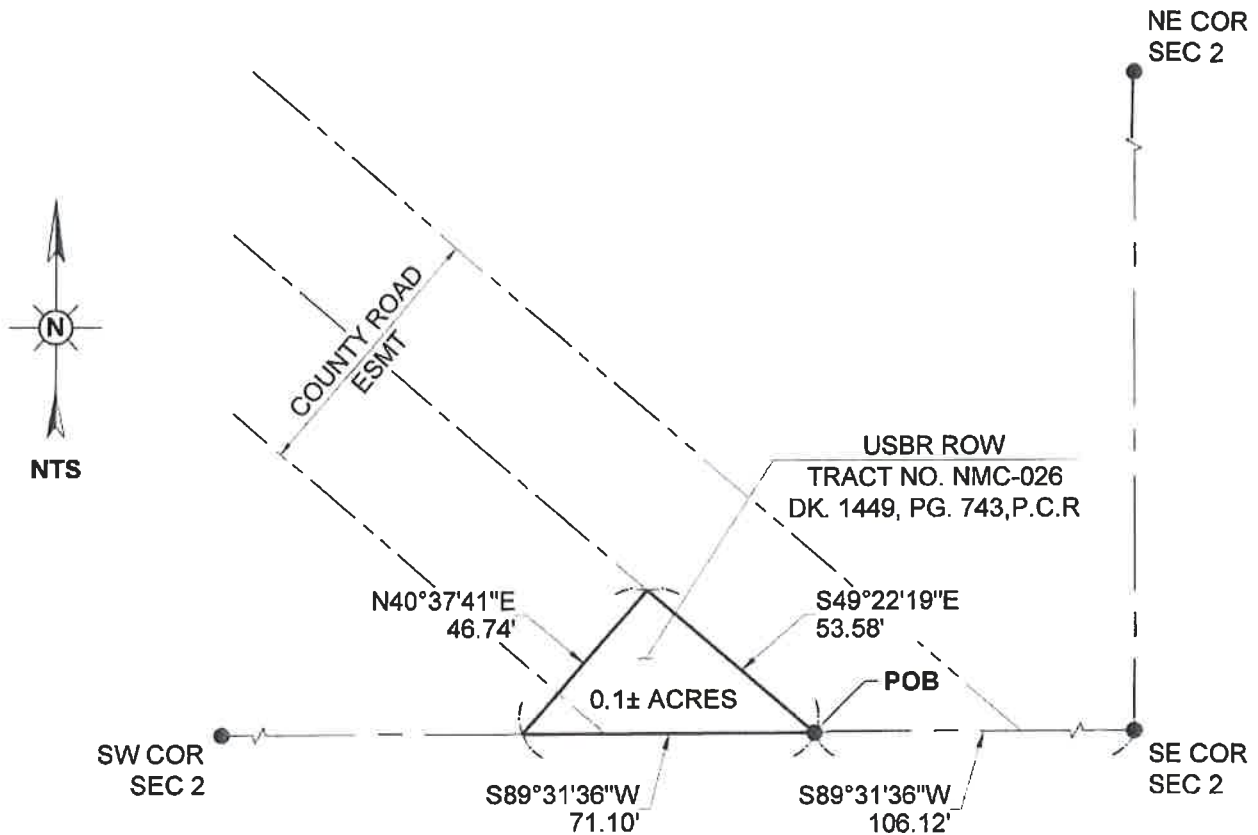 NE COR
SEC 2
COUNTY ROAD
ESMT
N
NTS
USBR ROW
TRACT NO. NMC-026
DK. 1449, PG. 743,P.C.R
N40°37'41"E
46.74'
S49°22'19"E
53.58'
0.1± ACRES
POB
SW COR
SEC 2
S89°31'36"W
71.10'
S89°31'36"W
106.12'
SE COR
SEC 2